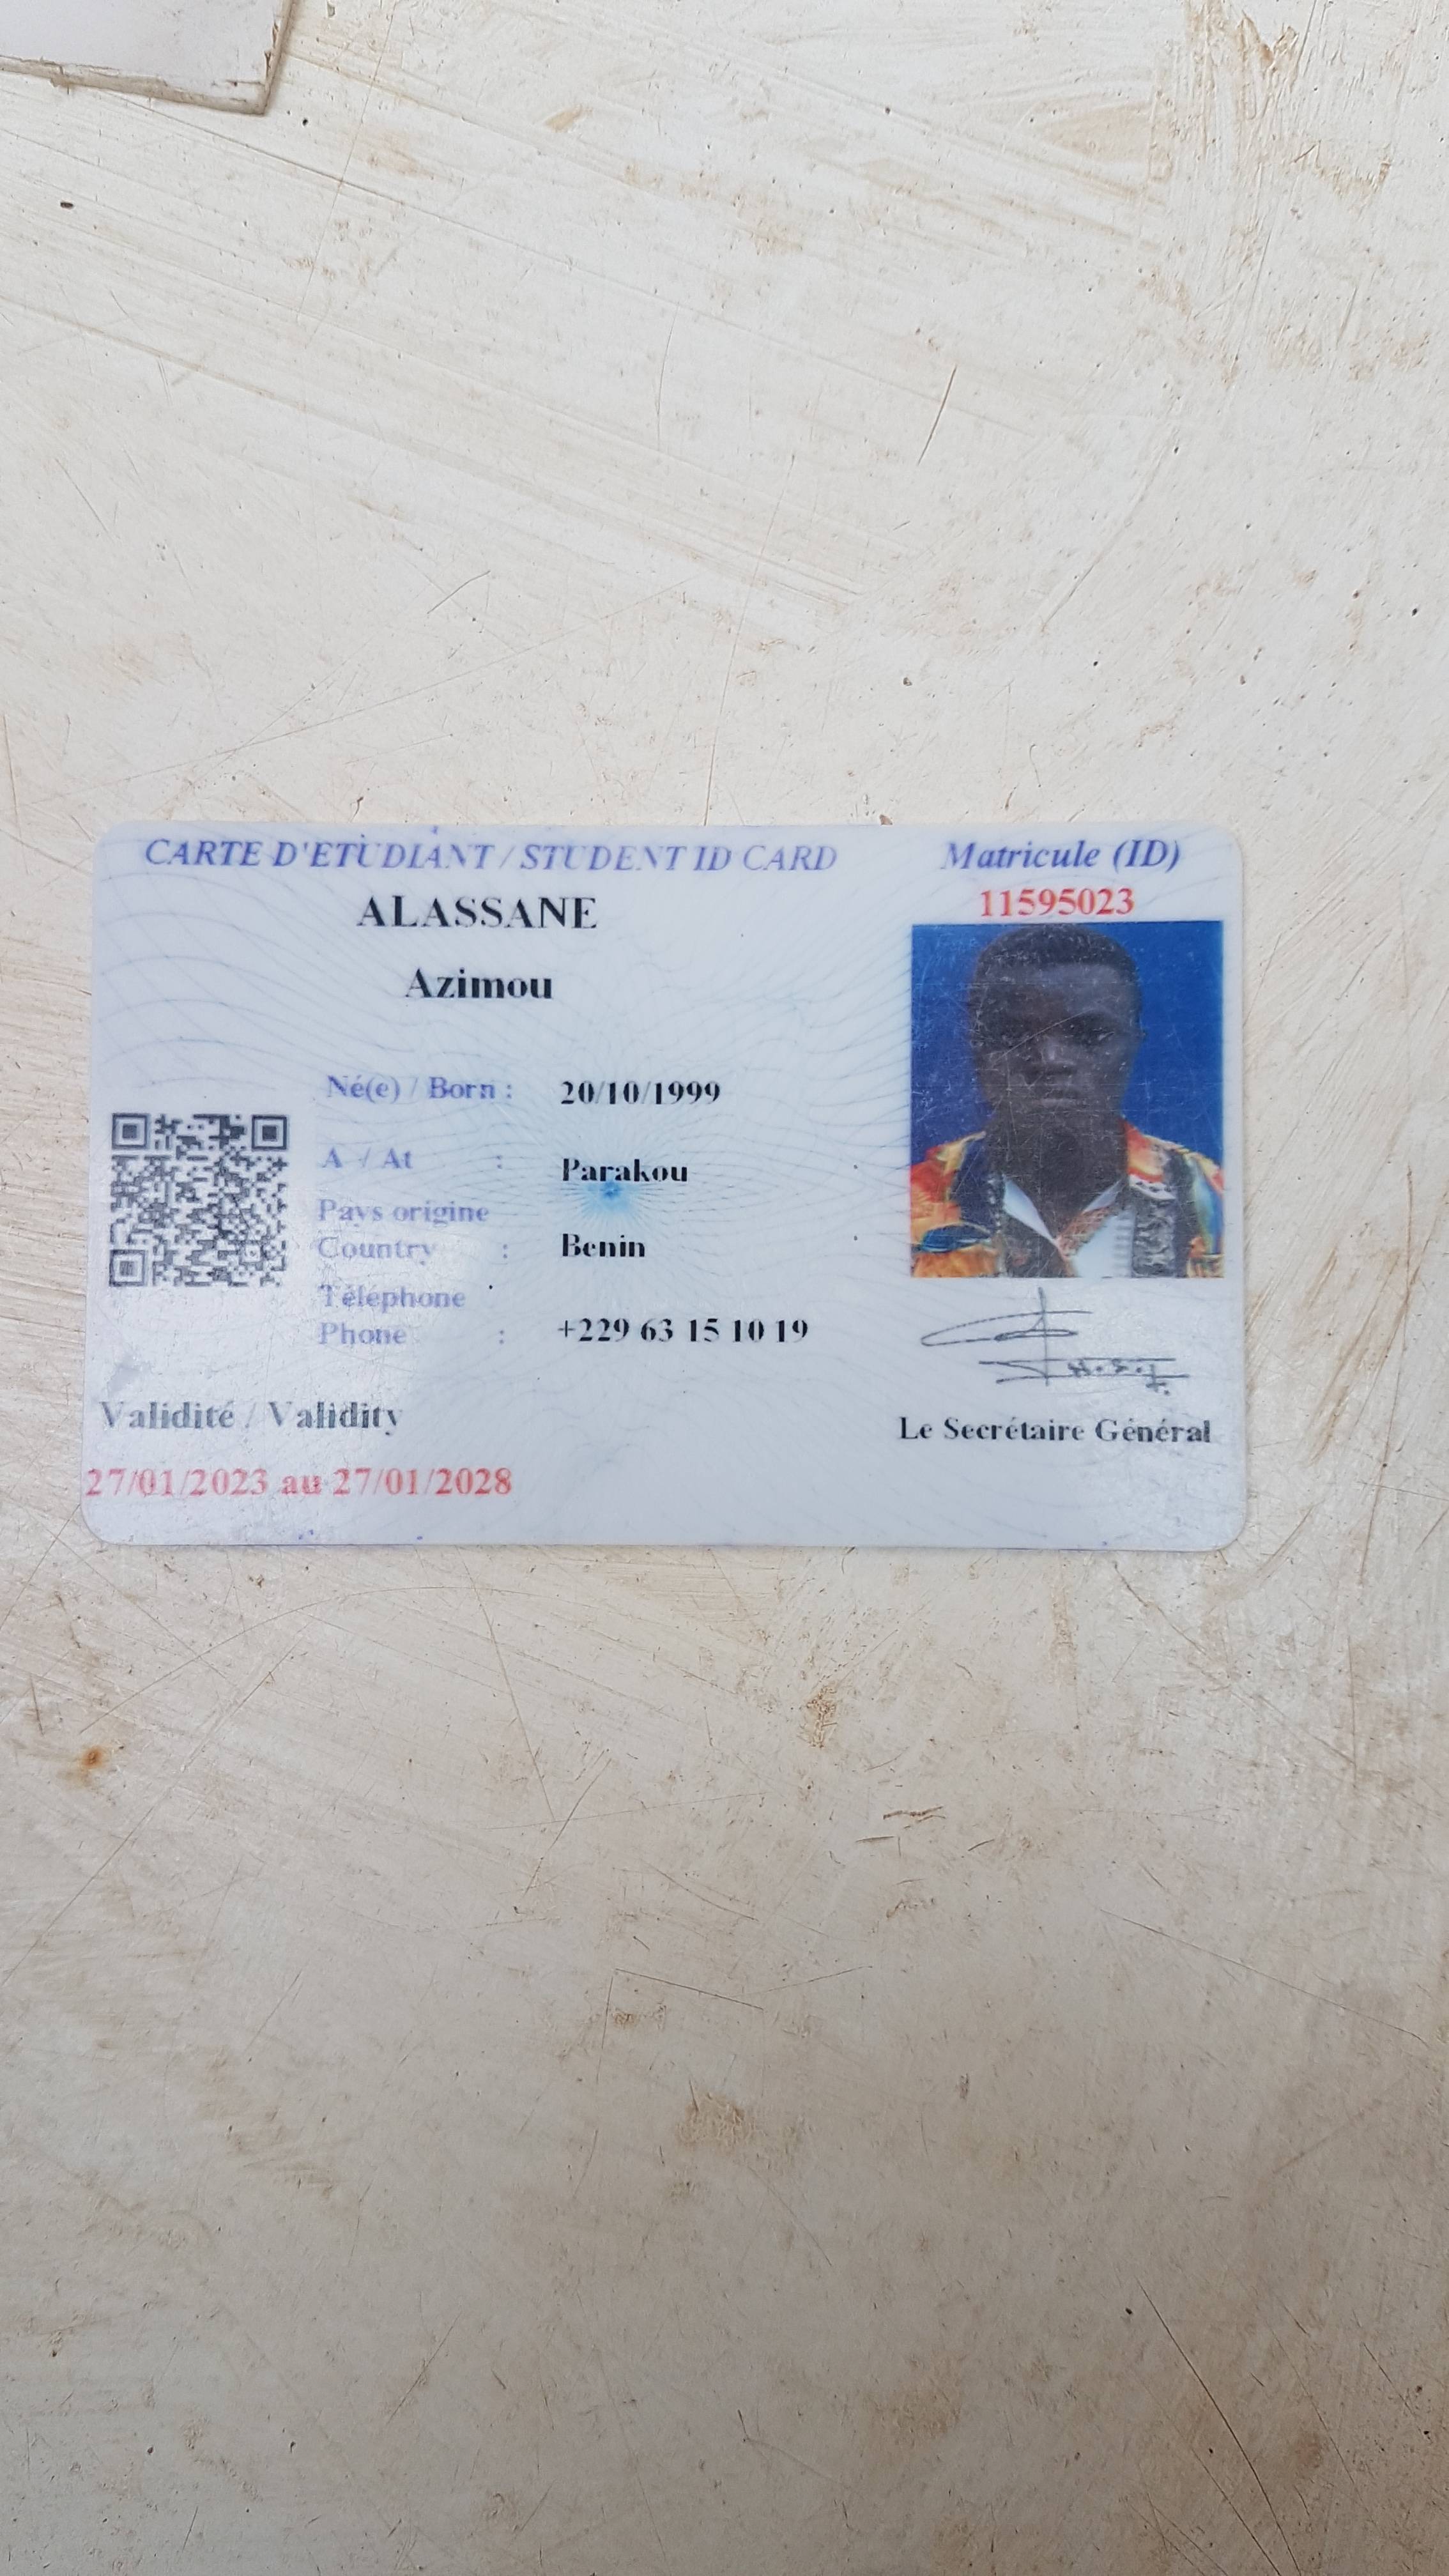 CARTE D'ETUDIANT / STUDENT ID CARD
Matricule (ID)
11595023
ALASSANE
Azimou
Né(e) / Born : 20/10/1999
A / At : Parakou
Pays origine
Country : Benin
Téléphone
Phone : +229 63 15 10 19
Validité / Validity
27/01/2023 au 27/01/2028
Le Secrétaire Général